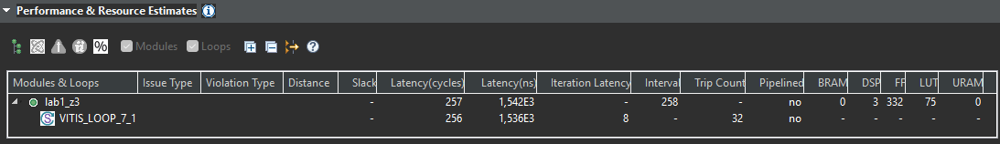 Performance & Resource Estimates
% Modules Loops
Modules & Loops Issue Type Violation Type Distance Slack Latency(cycles) Latency(ns) Iteration Latency Interval Trip Count Pipelined BRAM DSP FF LUT URAM
lab1_z3 - 257 1,542E3 - 258 - no 0 3 332 75 0
VITIS_LOOP_7_1 - 256 1,536E3 8 - 32 no - - - - -